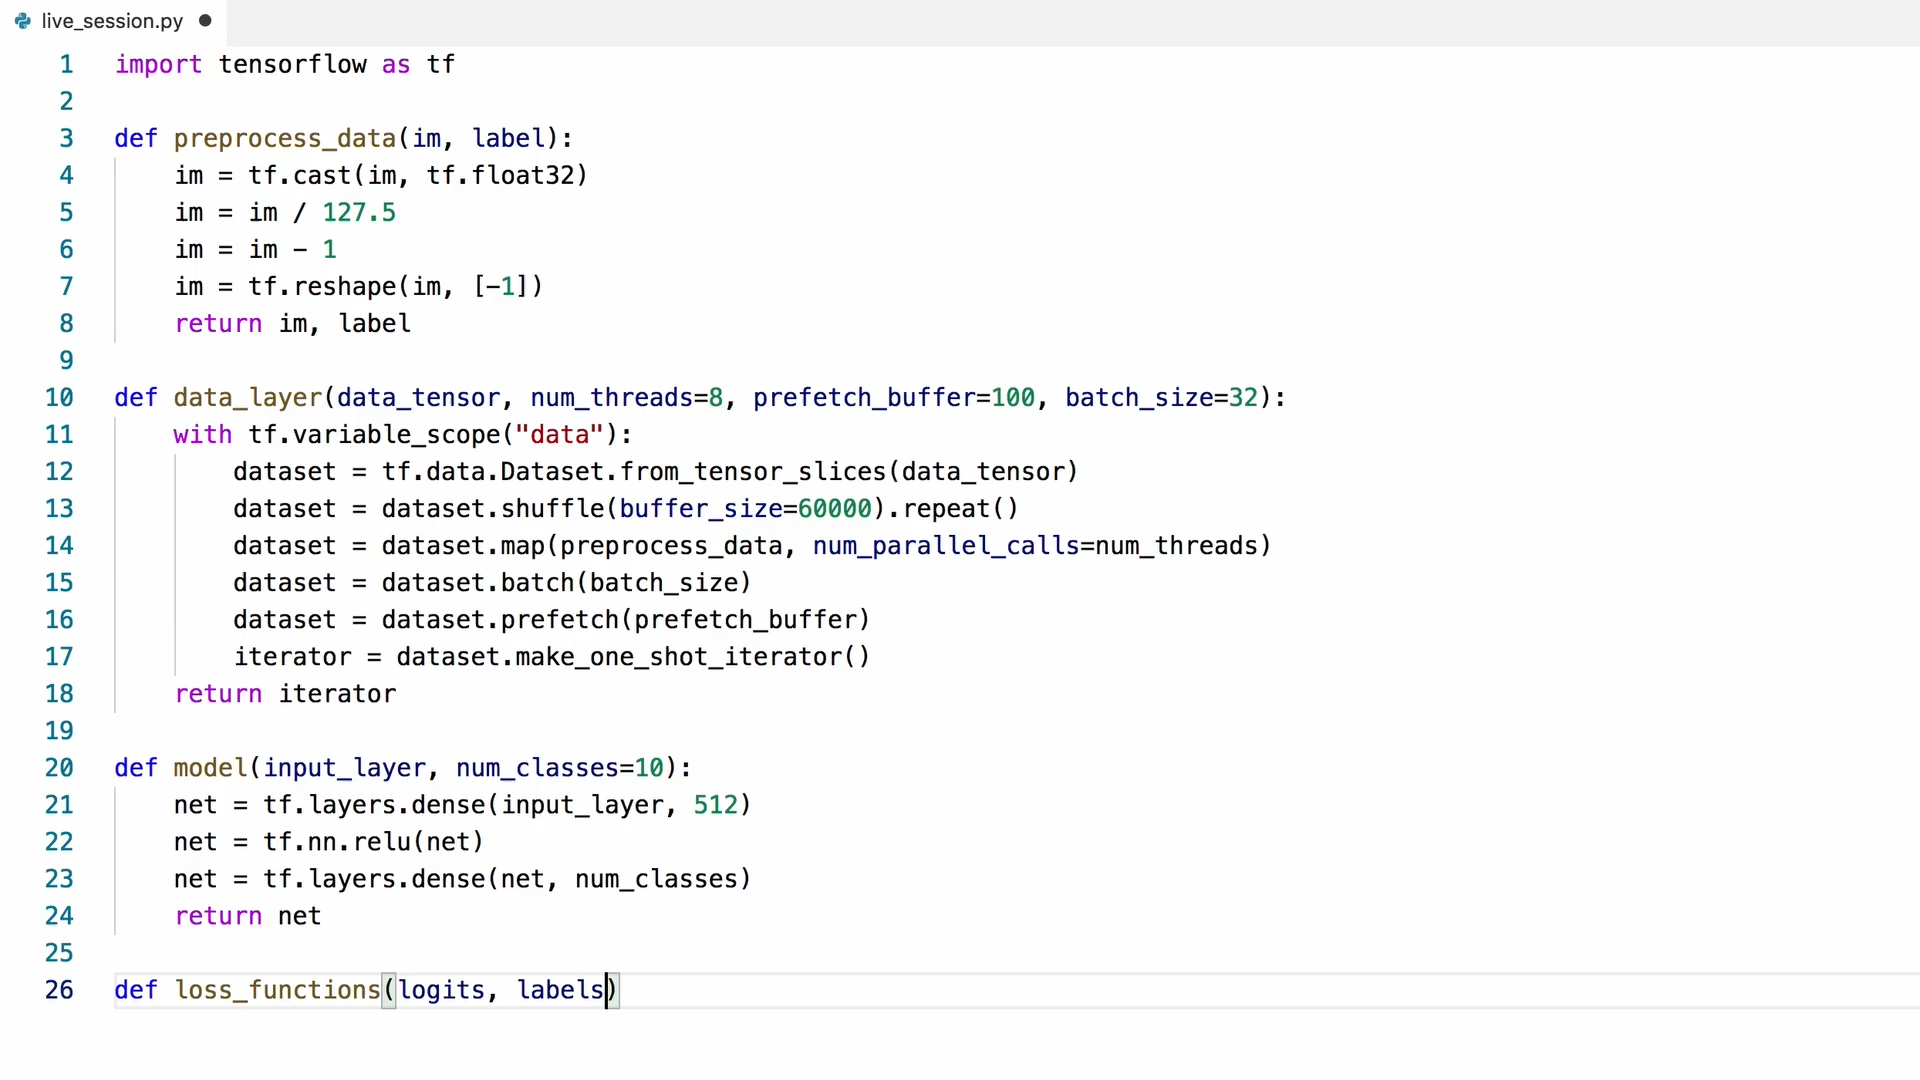 live_session.py
1 import tensorflow as tf
2
3 def preprocess_data(im, label):
4     im = tf.cast(im, tf.float32)
5     im = im / 127.5
6     im = im - 1
7     im = tf.reshape(im, [-1])
8     return im, label
9
10 def data_layer(data_tensor, num_threads=8, prefetch_buffer=100, batch_size=32):
11     with tf.variable_scope("data"):
12         dataset = tf.data.Dataset.from_tensor_slices(data_tensor)
13         dataset = dataset.shuffle(buffer_size=60000).repeat()
14         dataset = dataset.map(preprocess_data, num_parallel_calls=num_threads)
15         dataset = dataset.batch(batch_size)
16         dataset = dataset.prefetch(prefetch_buffer)
17         iterator = dataset.make_one_shot_iterator()
18     return iterator
19
20 def model(input_layer, num_classes=10):
21     net = tf.layers.dense(input_layer, 512)
22     net = tf.nn.relu(net)
23     net = tf.layers.dense(net, num_classes)
24     return net
25
26 def loss_functions(logits, labels)